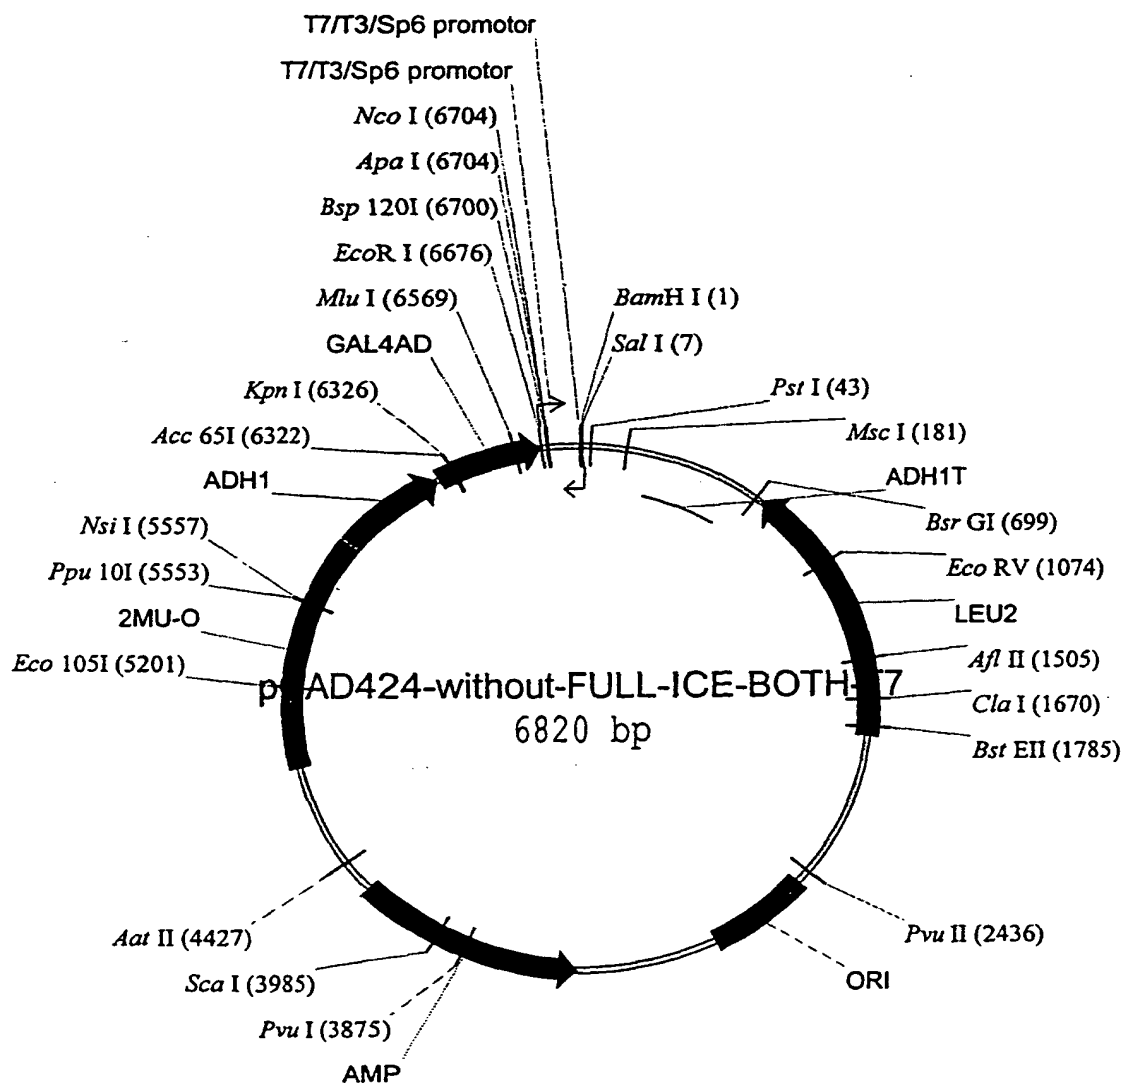 T7/T3/Sp6 promotor
T7/T3/Sp6 promotor
Nco I (6704)
Apa I (6704)
Bsp 120I (6700)
EcoR I (6676)
Mlu I (6569)
GAL4AD
Kpn I (6326)
Acc 65I (6322)
ADH1
Nsi I (5557)
Ppu 10I (5553)
2MU-O
Eco 105I (5201)
BamH I (1)
Sal I (7)
Pst I (43)
Msc I (181)
ADH1T
Bsr GI (699)
Eco RV (1074)
LEU2
Afl II (1505)
Cla I (1670)
Bst EII (1785)
AD424-without-FULL-ICE-BOTH
6820 bp
Aat II (4427)
Sca I (3985)
Pvu I (3875)
AMP
Pvu II (2436)
ORI